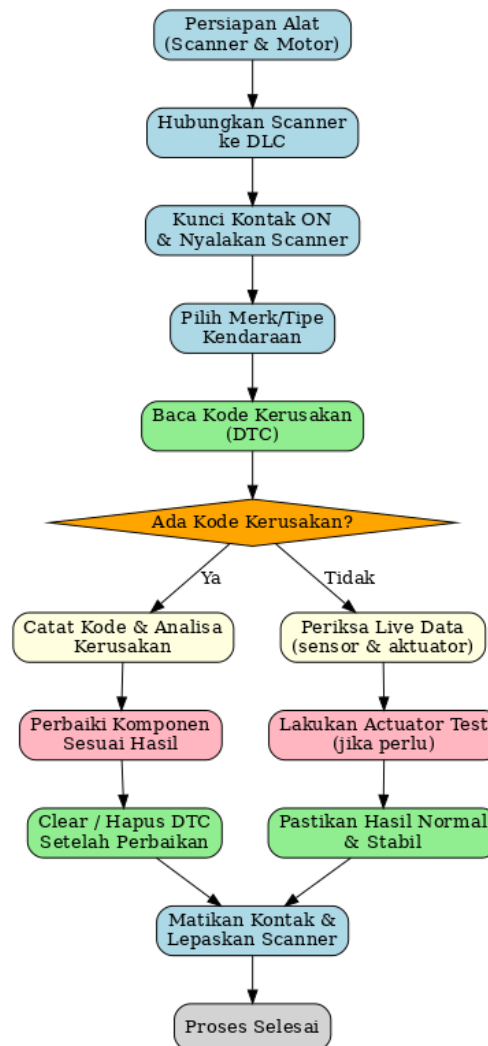 Persiapan Alat
(Scanner & Motor)
Hubungkan Scanner
ke DLC
Kunci Kontak ON
& Nyalakan Scanner
Pilih Merk/Tipe
Kendaraan
Baca Kode Kerusakan
(DTC)
Ada Kode Kerusakan?
Ya
Tidak
Catat Kode & Analisa
Kerusakan
Periksa Live Data
(sensor & aktuator)
Perbaiki Komponen
Sesuai Hasil
Lakukan Actuator Test
(jika perlu)
Clear / Hapus DTC
Setelah Perbaikan
Pastikan Hasil Normal
& Stabil
Matikan Kontak &
Lepaskan Scanner
Proses Selesai